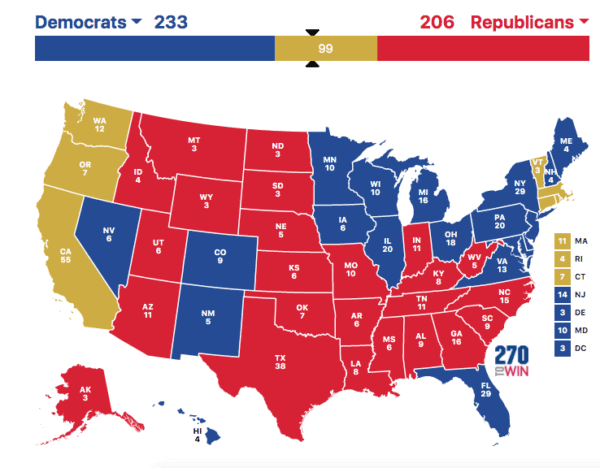 Democrats 233
206 Republicans
99
WA
12
OR
7
CA
55
NV
6
ID
4
MT
3
WY
3
UT
6
CO
9
AZ
11
NM
5
ND
3
SD
3
NE
5
KS
6
OK
7
TX
38
MN
10
IA
6
MO
10
AR
6
LA
8
WI
10
IL
20
MI
16
IN
11
OH
18
KY
8
TN
11
MS
6
AL
9
GA
16
FL
29
SC
9
NC
15
VA
13
WV
5
PA
20
NY
29
VT
3
NH
4
ME
4
AK
3
HI
4
11 MA
4 RI
7 CT
14 NJ
3 DE
10 MD
3 DC
270
TO WIN